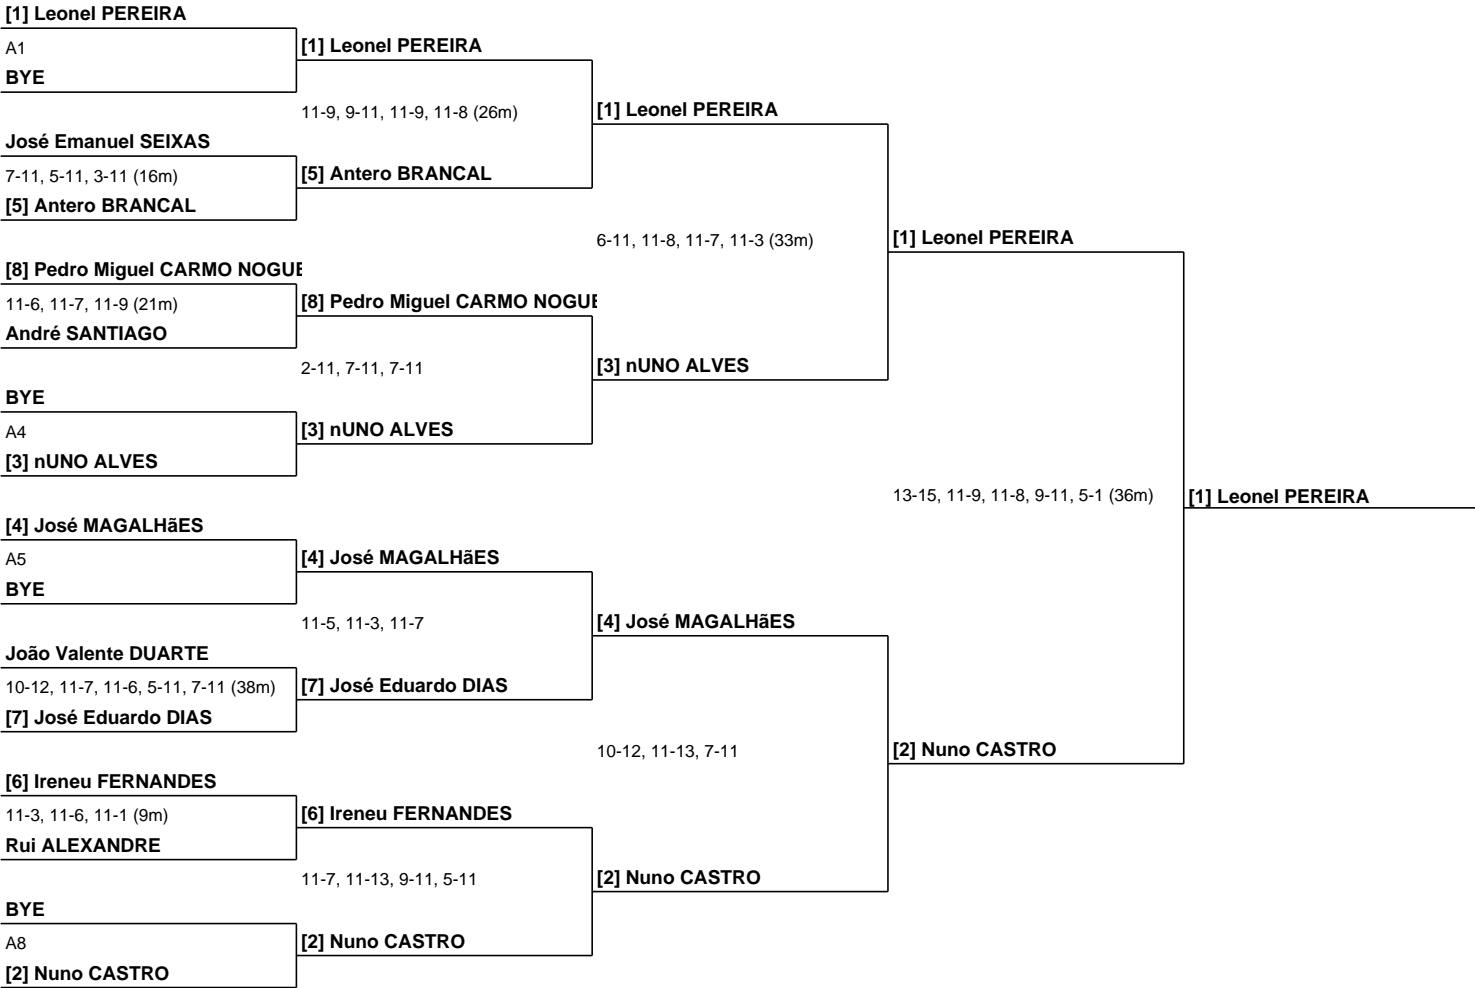 [1] Leonel PEREIRA
A1
[1] Leonel PEREIRA
BYE
11-9, 9-11, 11-9, 11-8 (26m)
[1] Leonel PEREIRA
José Emanuel SEIXAS
7-11, 5-11, 3-11 (16m)
[5] Antero BRANCAL
[5] Antero BRANCAL
6-11, 11-8, 11-7, 11-3 (33m)
[1] Leonel PEREIRA
[8] Pedro Miguel CARMO NOGUE
11-6, 11-7, 11-9 (21m)
[8] Pedro Miguel CARMO NOGUE
André SANTIAGO
2-11, 7-11, 7-11
[3] nUNO ALVES
BYE
A4
[3] nUNO ALVES
[3] nUNO ALVES
13-15, 11-9, 11-8, 9-11, 5-1 (36m)
[1] Leonel PEREIRA
[4] José MAGALHãES
A5
[4] José MAGALHãES
BYE
11-5, 11-3, 11-7
[4] José MAGALHãES
João Valente DUARTE
10-12, 11-7, 11-6, 5-11, 7-11 (38m)
[7] José Eduardo DIAS
[7] José Eduardo DIAS
10-12, 11-13, 7-11
[2] Nuno CASTRO
[6] Ireneu FERNANDES
11-3, 11-6, 11-1 (9m)
[6] Ireneu FERNANDES
Rui ALEXANDRE
11-7, 11-13, 9-11, 5-11
[2] Nuno CASTRO
BYE
A8
[2] Nuno CASTRO
[2] Nuno CASTRO